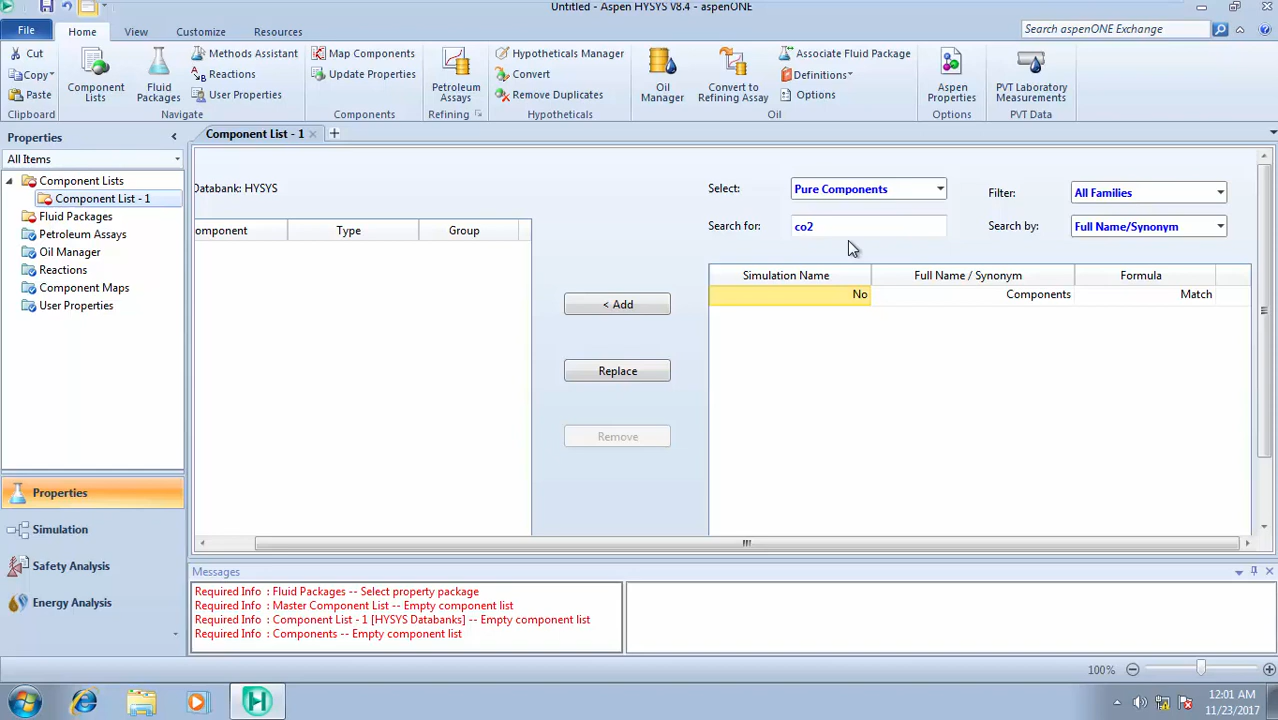 Untitled - Aspen HYSYS V8.4 - aspenONE
File
Home
View
Customize
Resources
Search aspenONE Exchange
Cut
Copy
Paste
Clipboard
Component Lists
Fluid Packages
Methods Assistant
Reactions
User Properties
Navigate
Map Components
Update Properties
Components
Petroleum Assays
Refining
Hypotheticals Manager
Convert
Remove Duplicates
Hypotheticals
Oil Manager
Convert to Refining Assay
Associate Fluid Package
Definitions
Options
Oil
Aspen Properties
Options
PVT Laboratory Measurements
PVT Data
Properties
All Items
Component Lists
Component List - 1
Fluid Packages
Petroleum Assays
Oil Manager
Reactions
Component Maps
User Properties
Properties
Simulation
Safety Analysis
Energy Analysis
Component List - 1
Databank: HYSYS
omponent
Type
Group
< Add
Replace
Remove
Select:
Pure Components
Filter:
All Families
Search for:
co2
Search by:
Full Name/Synonym
Simulation Name
Full Name / Synonym
Formula
No
Components
Match
Messages
Required Info : Fluid Packages -- Select property package
Required Info : Master Component List -- Empty component list
Required Info : Component List - 1 [HYSYS Databanks] -- Empty component list
Required Info : Components -- Empty component list
100%
12:01 AM
11/23/2017